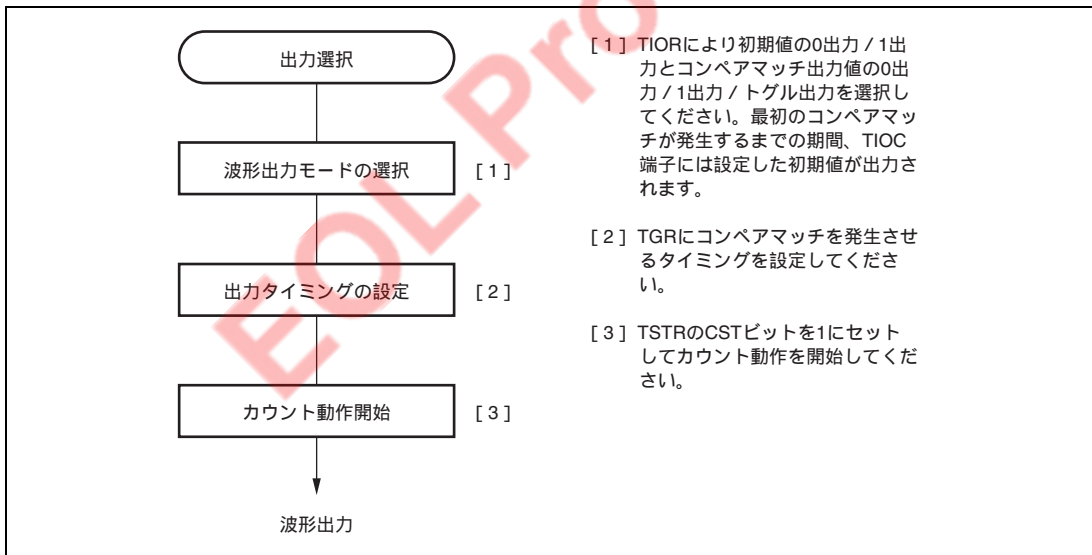 出力選択
波形出力モードの選択 [1]
出力タイミングの設定 [2]
カウント動作開始 [3]
波形出力
[1] TIORにより初期値の0出力/1出
力とコンペアマッチ出力値の0出
力/1出力/トグル出力を選択し
てください。最初のコンペアマッ
チが発生するまでの期間、TIOC
端子には設定した初期値が出力さ
れます。
[2] TGRにコンペアマッチを発生させ
るタイミングを設定してくださ
い。
[3] TSTRのCSTビットを1にセット
してカウント動作を開始してくだ
さい。
EOL Pro